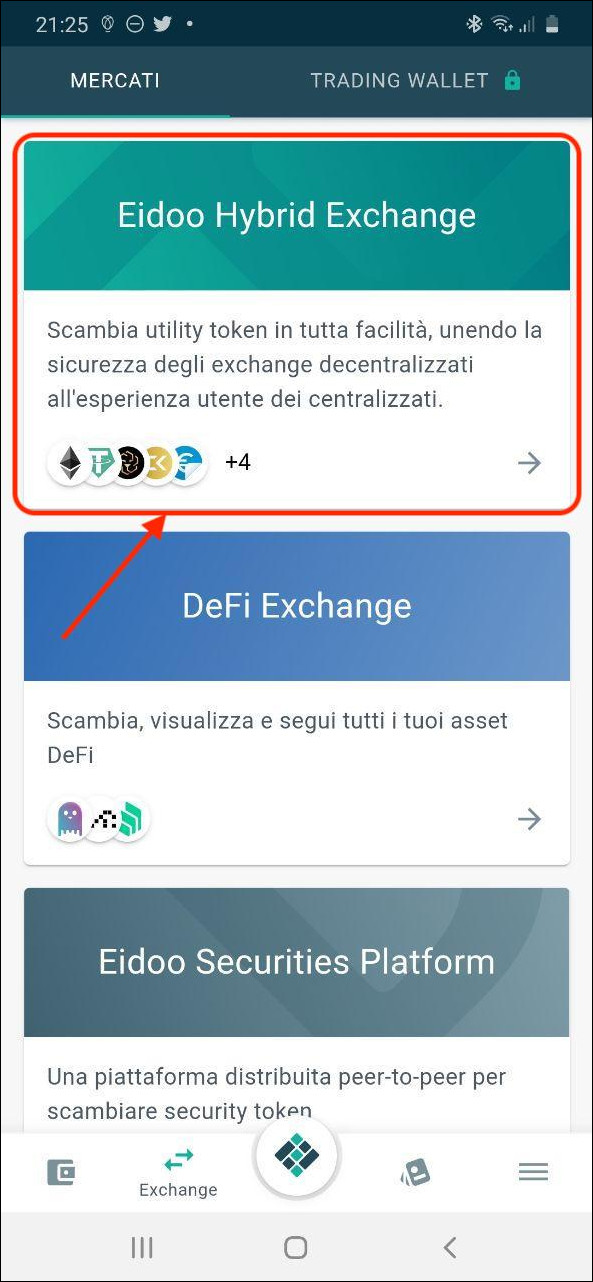 21:25
MERCATI
TRADING WALLET
Eidoo Hybrid Exchange
Scambia utility token in tutta facilità, unendo la
sicurezza degli exchange decentralizzati
all'esperienza utente dei centralizzati.
+4
DeFi Exchange
Scambia, visualizza e segui tutti i tuoi asset
DeFi
Eidoo Securities Platform
Una piattaforma distribuita peer-to-peer per
scambiare security token
Exchange